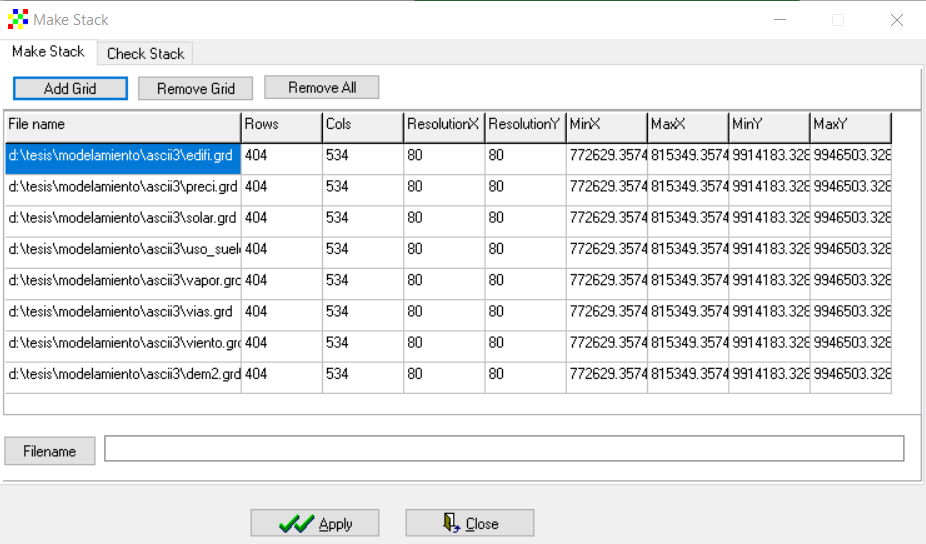 Make Stack
Make Stack Check Stack
Add Grid Remove Grid Remove All
File name Rows Cols ResolutionX ResolutionY MinX MaxX MinY MaxY
d:\tesis\modelamiento\ascii3\edifi.grd 404 534 80 80 772629.3574 815349.3574 9914183.328 9946503.328
d:\tesis\modelamiento\ascii3\preci.grd 404 534 80 80 772629.3574 815349.3574 9914183.328 9946503.328
d:\tesis\modelamiento\ascii3\solar.grd 404 534 80 80 772629.3574 815349.3574 9914183.328 9946503.328
d:\tesis\modelamiento\ascii3\uso_suel 404 534 80 80 772629.3574 815349.3574 9914183.328 9946503.328
d:\tesis\modelamiento\ascii3\vapor.grd 404 534 80 80 772629.3574 815349.3574 9914183.328 9946503.328
d:\tesis\modelamiento\ascii3\vias.grd 404 534 80 80 772629.3574 815349.3574 9914183.328 9946503.328
d:\tesis\modelamiento\ascii3\viento.grd 404 534 80 80 772629.3574 815349.3574 9914183.328 9946503.328
d:\tesis\modelamiento\ascii3\dem2.grd 404 534 80 80 772629.3574 815349.3574 9914183.328 9946503.328
Filename
Apply Close